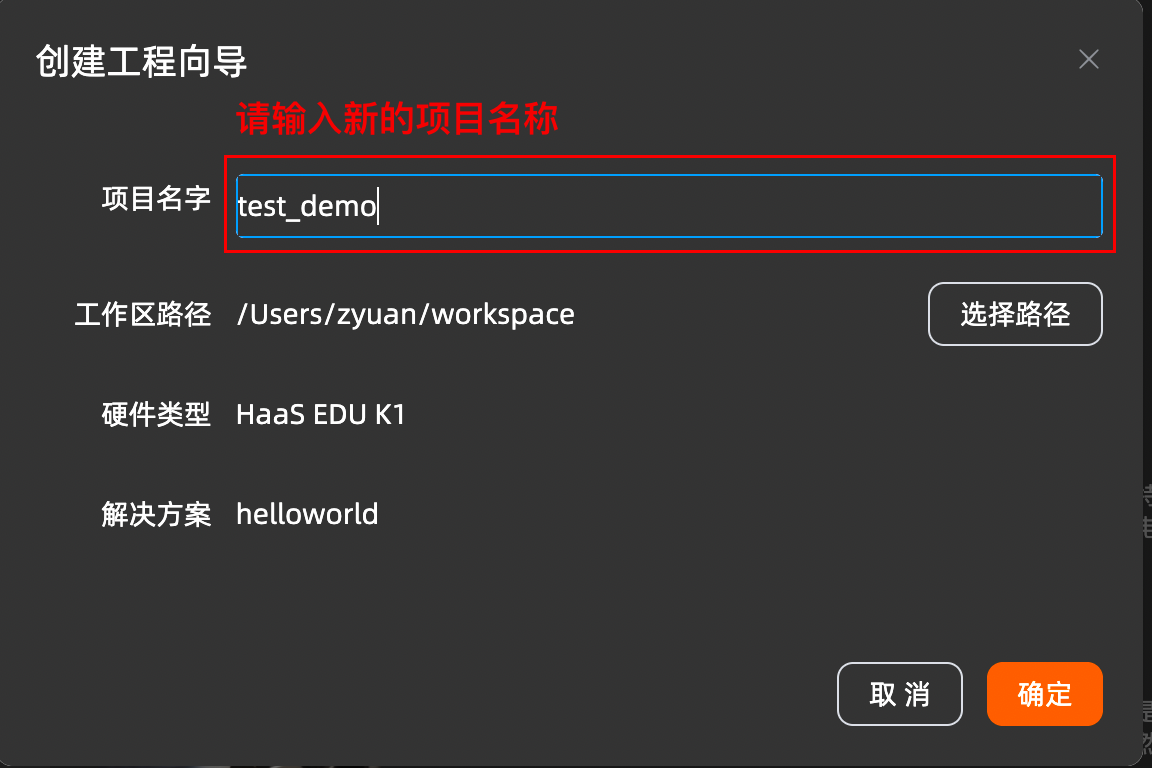 创建工程向导
请输入新的项目名称
项目名字 test_demo
工作区路径 /Users/zyuan/workspace 选择路径
硬件类型 HaaS EDU K1
解决方案 helloworld
取 消 确定